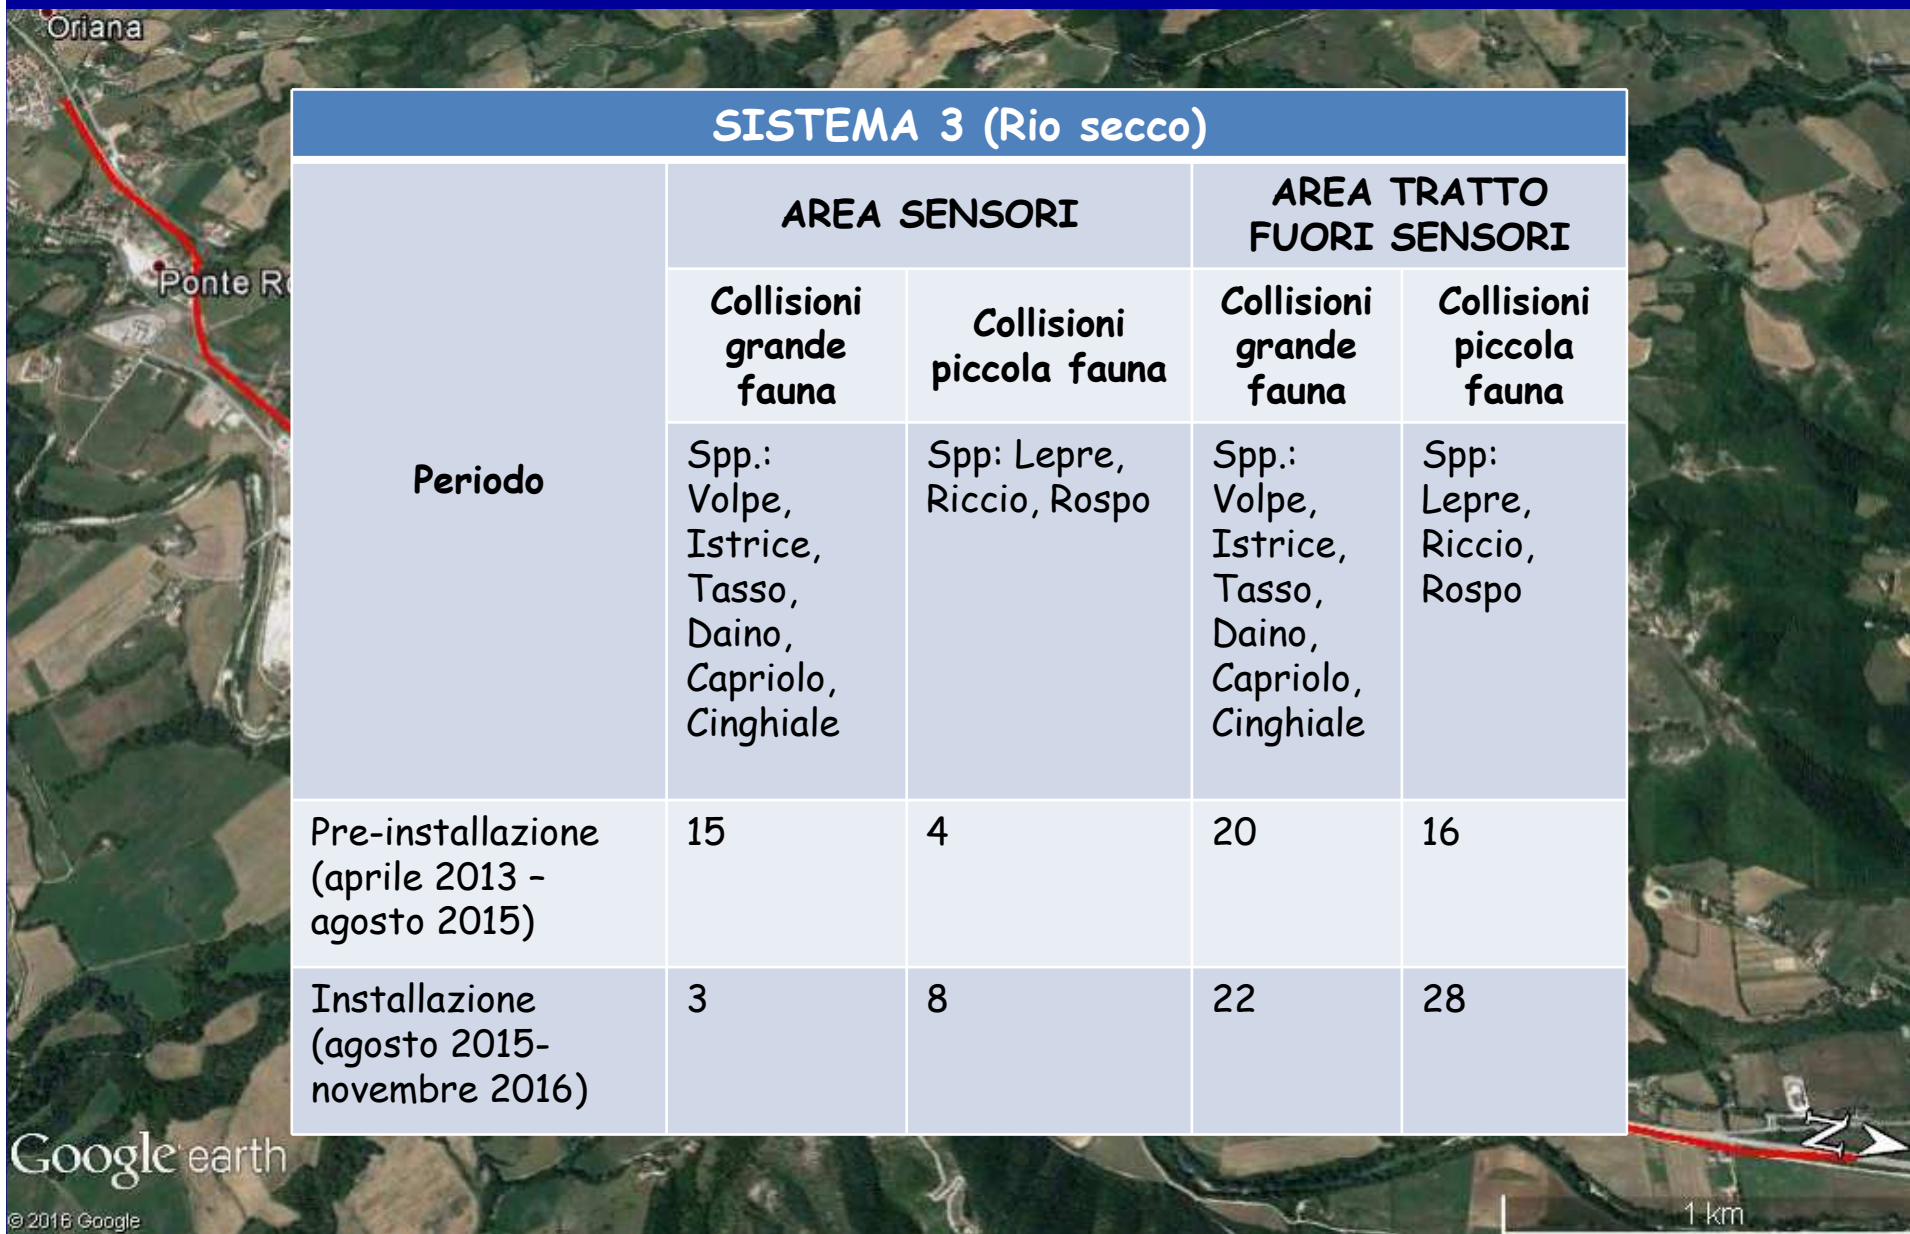 Oriana
SISTEMA 3 (Rio secco)
Periodo
AREA SENSORI
AREA TRATTO
FUORI SENSORI
Collisioni
grande
fauna
Collisioni
piccola fauna
Collisioni
grande
fauna
Collisioni
piccola
fauna
Spp.:
Volpe,
Istrice,
Tasso,
Daino,
Capriolo,
Cinghiale
Spp: Lepre,
Riccio, Rospo
Spp.:
Volpe,
Istrice,
Tasso,
Daino,
Capriolo,
Cinghiale
Spp:
Lepre,
Riccio,
Rospo
Pre-installazione
(aprile 2013 –
agosto 2015)
15
4
20
16
Installazione
(agosto 2015-
novembre 2016)
3
8
22
28
Ponte
Google earth
© 2016 Google
N
1 km